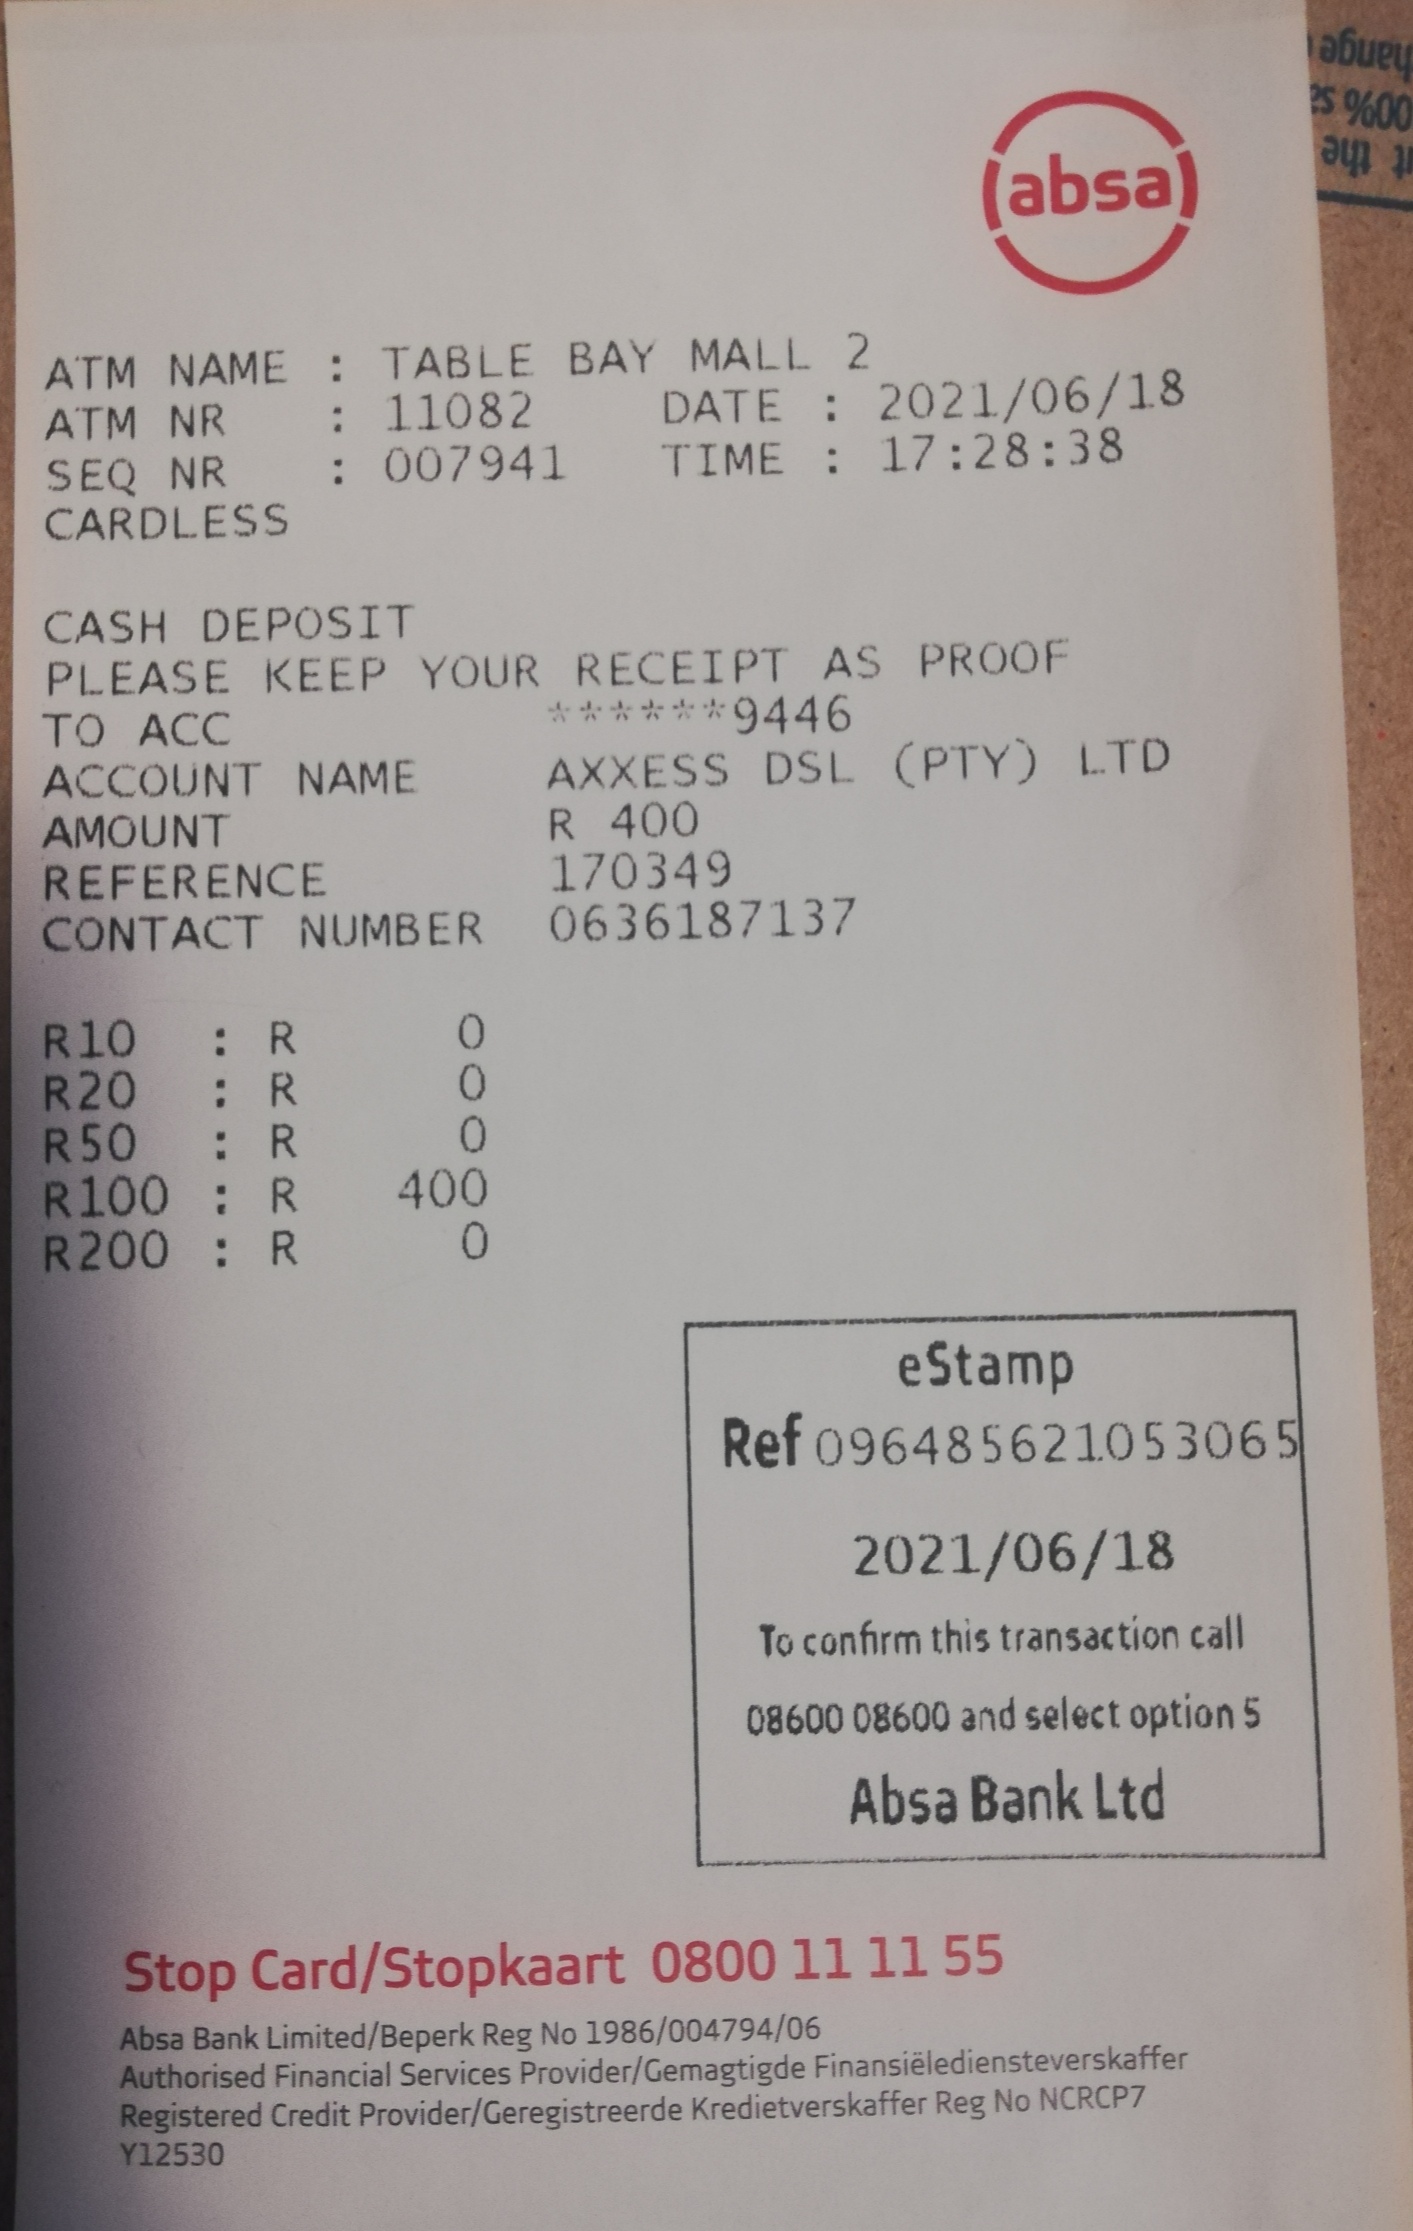 hange
00% sa
t the
absa
ATM NAME : TABLE BAY MALL 2
ATM NR : 11082 DATE : 2021/06/18
SEQ NR : 007941 TIME : 17:28:38
CARDLESS
CASH DEPOSIT
PLEASE KEEP YOUR RECEIPT AS PROOF
TO ACC ******9446
ACCOUNT NAME AXXESS DSL (PTY) LTD
AMOUNT R 400
REFERENCE 170349
CONTACT NUMBER 0636187137
R10 : R 0
R20 : R 0
R50 : R 0
R100 : R 400
R200 : R 0
eStamp
Ref 096485621053065
2021/06/18
To confirm this transaction call
08600 08600 and select option 5
Absa Bank Ltd
Stop Card/Stopkaart 0800 11 11 55
Absa Bank Limited/Beperk Reg No 1986/004794/06
Authorised Financial Services Provider/Gemagtigde Finansiëlediensteverskaffer
Registered Credit Provider/Geregistreerde Kredietverskaffer Reg No NCRCP7
Y12530